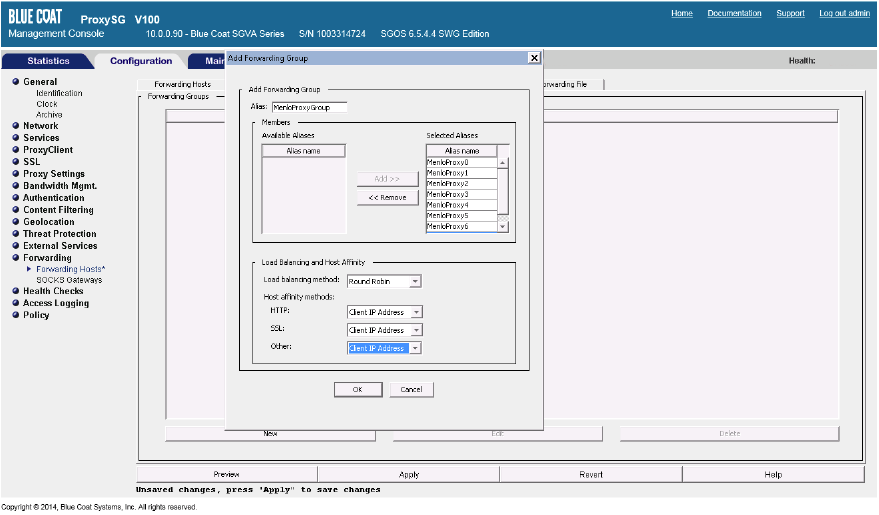 BLUE COAT ProxySG V100
Home Documentation Support Log out admin
Management Console 10.0.0.90 - Blue Coat SGVA Series S/N 1003314724 SGOS 6.5.4.4 SWG Edition
Statistics Configuration Mai Health:
Add Forwarding Group
General
Identification
Clock
Archive
Network
Services
ProxyClient
SSL
Proxy Settings
Bandwidth Mgmt.
Authentication
Content Filtering
Geolocation
Threat Protection
External Services
Forwarding
Forwarding Hosts*
SOCKS Gateways
Health Checks
Access Logging
Policy
Forwarding Hosts
orwarding File
Forwarding Groups
Add Forwarding Group
Alias: MenloProxyGroup
Members
Available Aliases Selected Aliases
Alias name Alias name
MenloProxy0
MenloProxy1
MenloProxy2
MenloProxy3
MenloProxy4
MenloProxy5
MenloProxy6
Add >>
<< Remove
Load Balancing and Host Affinity
Load balancing method: Round Robin
Host affinity methods:
HTTP: Client IP Address
SSL: Client IP Address
Other: Client IP Address
OK Cancel
New Edit Delete
Preview Apply Revert Help
Unsaved changes, press "Apply" to save changes
Copyright © 2014, Blue Coat Systems, Inc. All rights reserved.